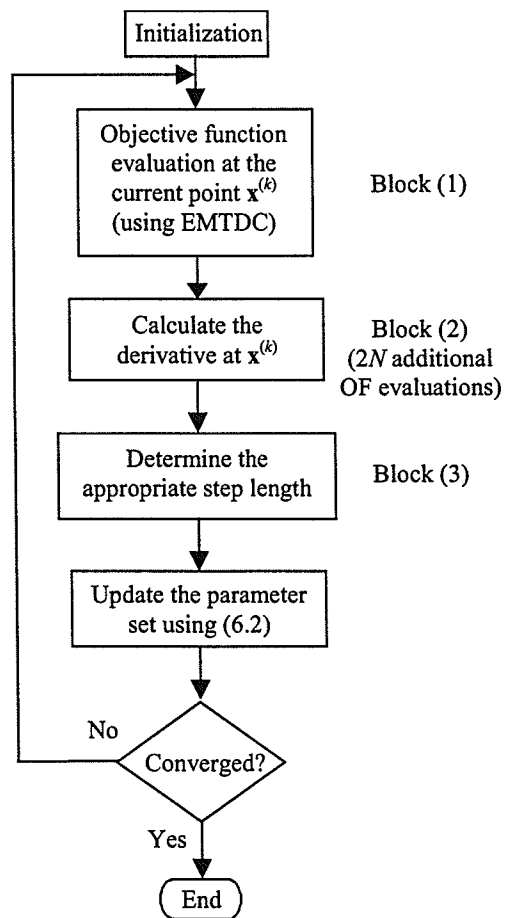 Initialization
Objective function
evaluation at the
current point x^(k)
(using EMTDC)
Block (1)
Calculate the
derivative at x^(k)
Block (2)
(2N additional
OF evaluations)
Determine the
appropriate step length
Block (3)
Update the parameter
set using (6.2)
No
Converged?
Yes
End